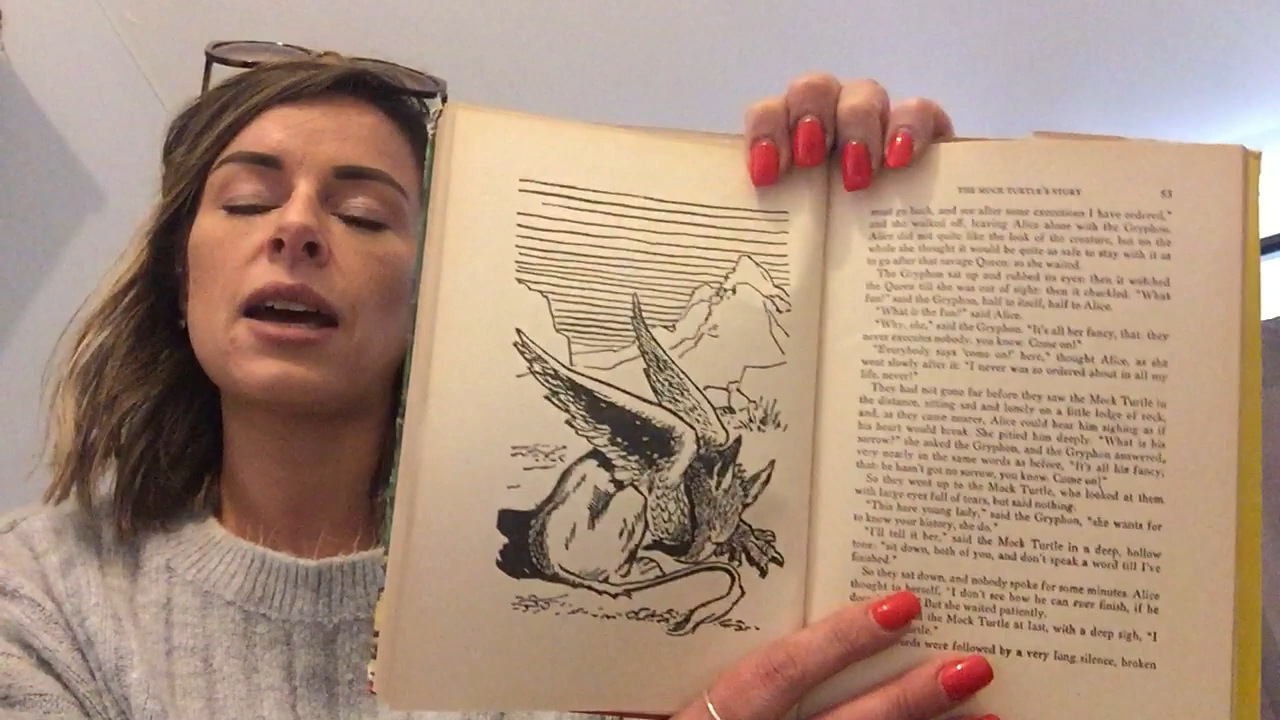 THE MOCK TURTLE'S STORY 53
must go back, and see after some executions I have ordered,"
and she walked off, leaving Alice alone with the Gryphon.
Alice did not quite like the look of the creature, but on the
whole she thought it would be quite as safe to stay with it as
to go after that savage Queen: so she waited.
The Gryphon sat up and rubbed its eyes: then it watched
the Queen till she was out of sight: then it chuckled. "What
fun!" said the Gryphon, half to itself, half to Alice.
"What is the fun?" said Alice.
"Why, she," said the Gryphon. "It's all her fancy, that: they
never executes nobody, you know. Come on!"
"Everybody says 'come on!' here," thought Alice, as she
went slowly after it: "I never was so ordered about in all my
life, never!"
They had not gone far before they saw the Mock Turtle in
the distance, sitting sad and lonely on a little ledge of rock,
and, as they came nearer, Alice could hear him sighing as if
his heart would break. She pitied him deeply. "What is his
sorrow?" she asked the Gryphon, and the Gryphon answered,
very nearly in the same words as before, "It's all his fancy,
that: he hasn't got no sorrow, you know. Come on!"
So they went up to the Mock Turtle, who looked at them
with large eyes full of tears, but said nothing.
"This here young lady," said the Gryphon, "she wants for
to know your history, she do."
"I'll tell it her," said the Mock Turtle in a deep, hollow
tone: "sit down, both of you, and don't speak a word till I've
finished."
So they sat down, and nobody spoke for some minutes. Alice
thought to herself, "I don't see how he can ever finish, if he
But she waited patiently.
the Mock Turtle at last, with a deep sigh, "I
were followed by a very long silence, broken